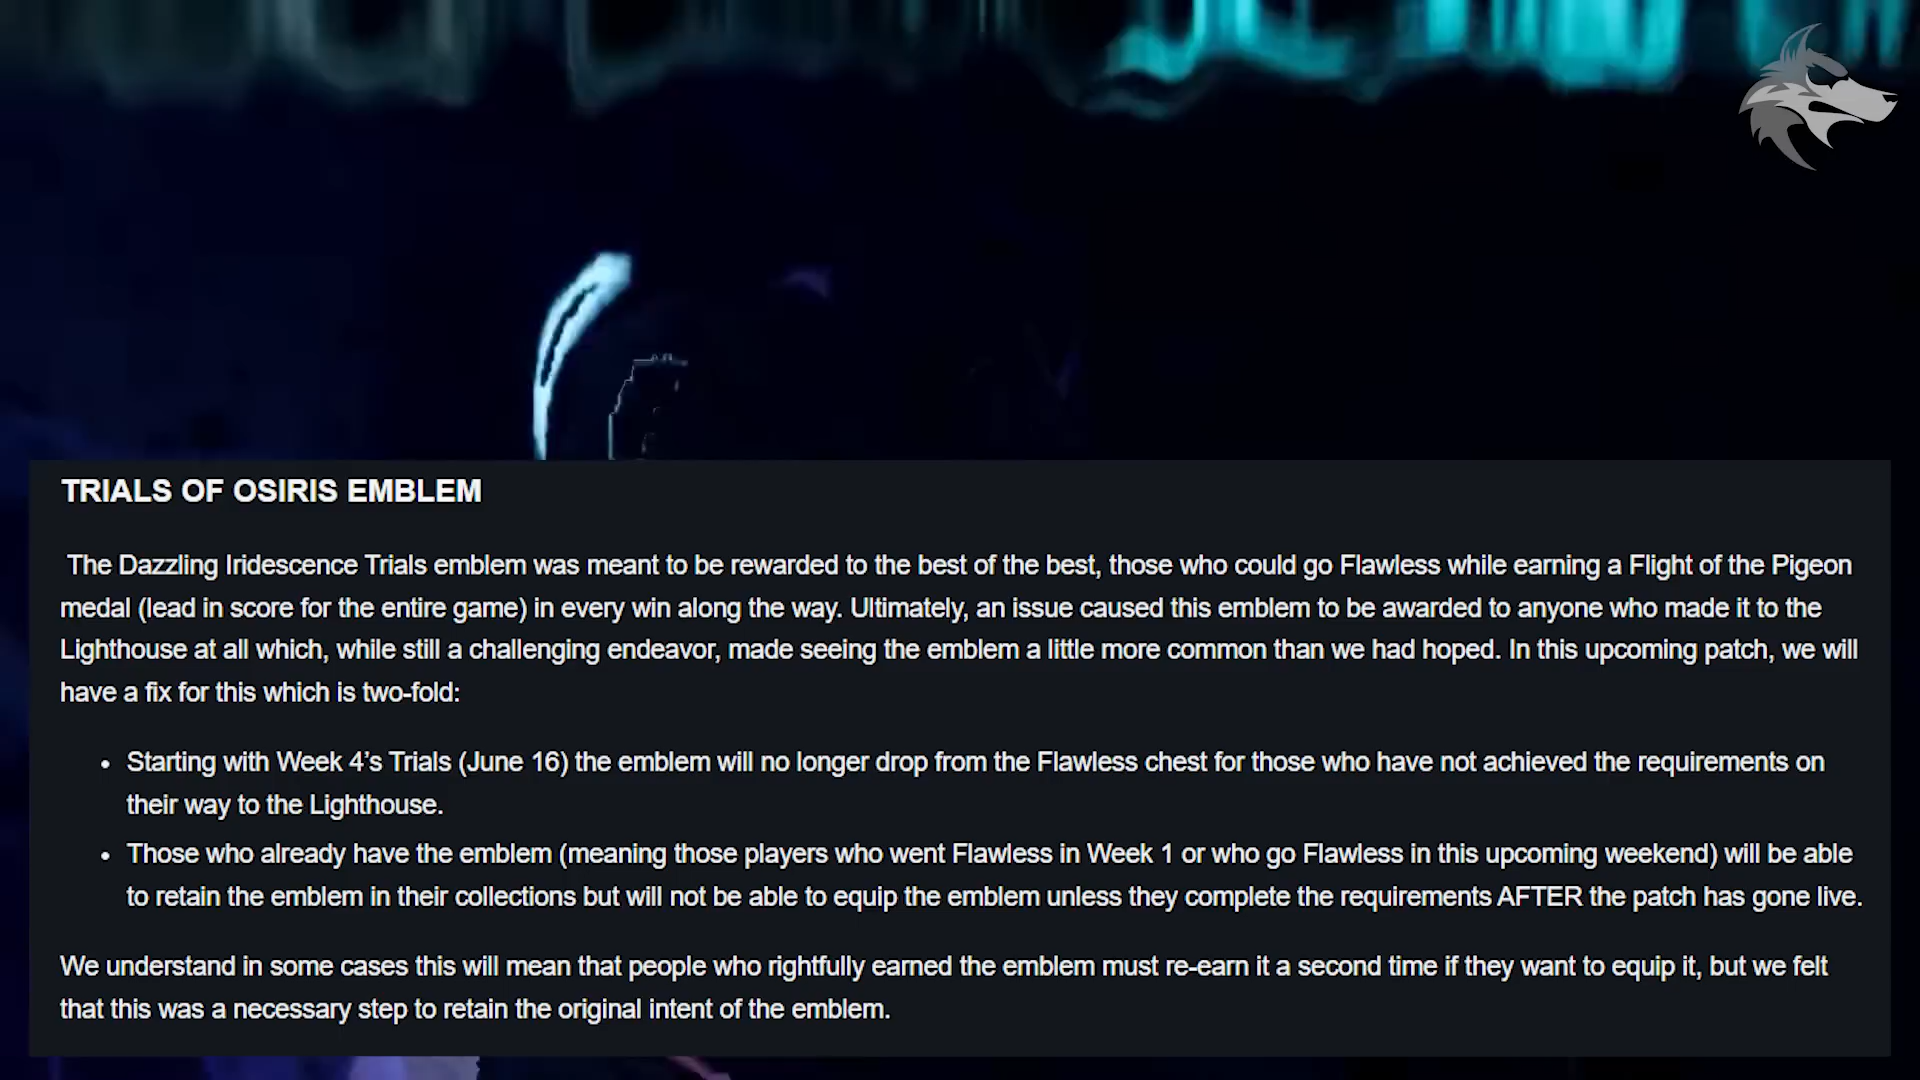 TRIALS OF OSIRIS EMBLEM
The Dazzling Iridescence Trials emblem was meant to be rewarded to the best of the best, those who could go Flawless while earning a Flight of the Pigeon
medal (lead in score for the entire game) in every win along the way. Ultimately, an issue caused this emblem to be awarded to anyone who made it to the
Lighthouse at all which, while still a challenging endeavor, made seeing the emblem a little more common than we had hoped. In this upcoming patch, we will
have a fix for this which is two-fold:
• Starting with Week 4’s Trials (June 16) the emblem will no longer drop from the Flawless chest for those who have not achieved the requirements on
their way to the Lighthouse.
• Those who already have the emblem (meaning those players who went Flawless in Week 1 or who go Flawless in this upcoming weekend) will be able
to retain the emblem in their collections but will not be able to equip the emblem unless they complete the requirements AFTER the patch has gone live.
We understand in some cases this will mean that people who rightfully earned the emblem must re-earn it a second time if they want to equip it, but we felt
that this was a necessary step to retain the original intent of the emblem.